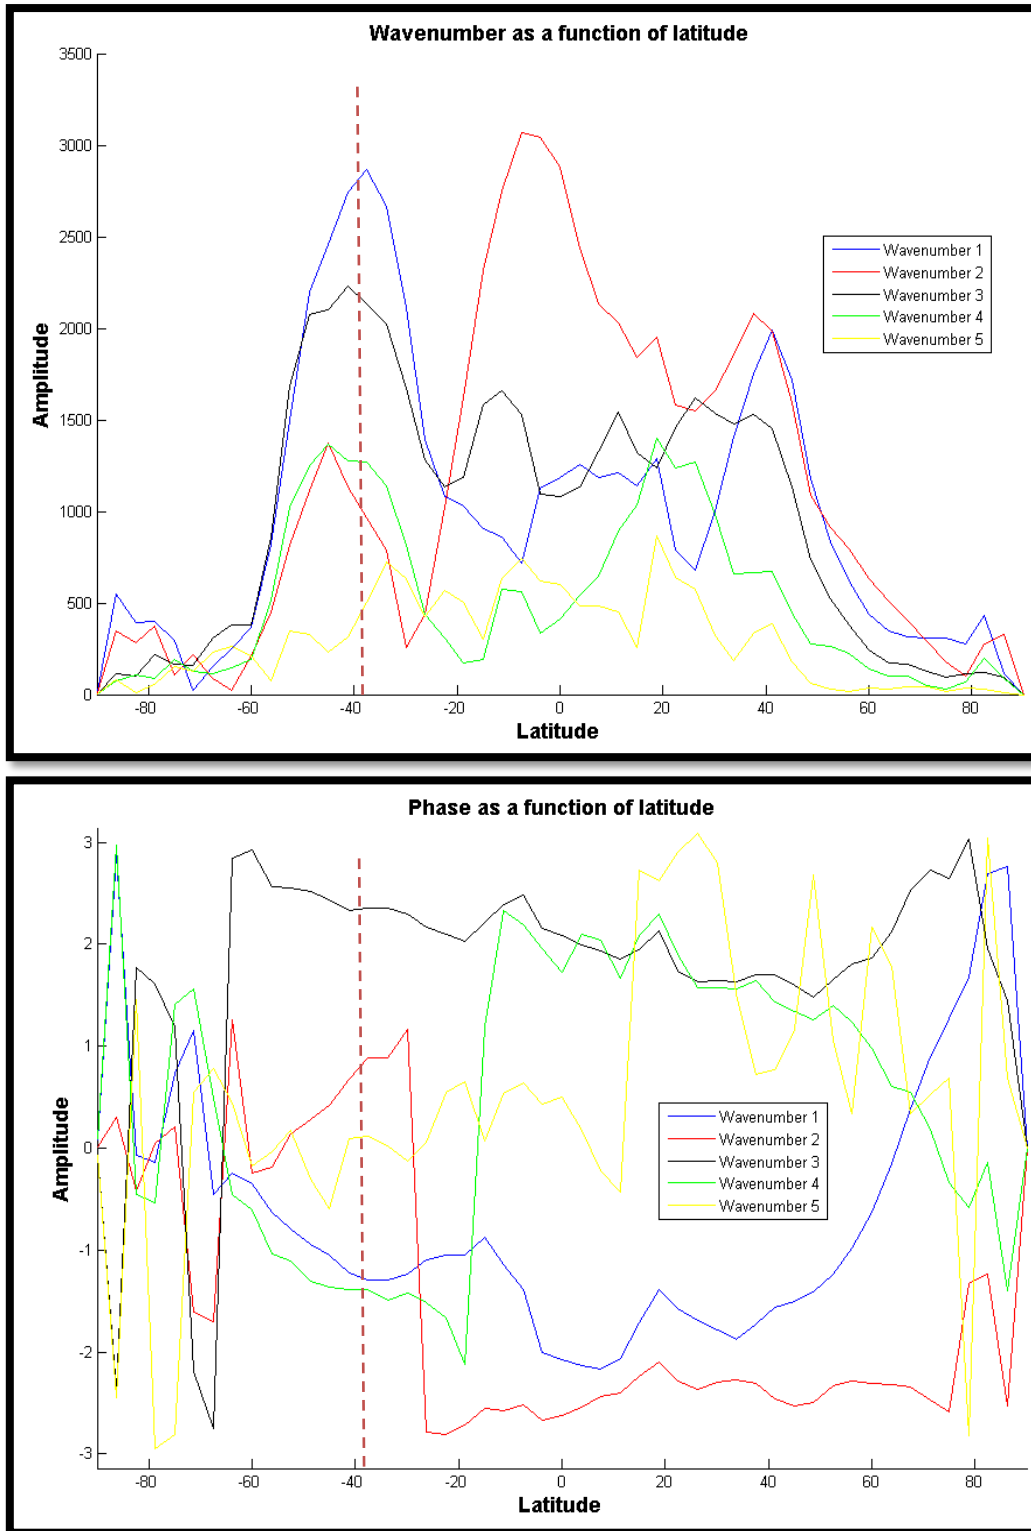 Wavenumber as a function of latitude
3500
3000
2500
2000
1500
1000
500
0
Amplitude
Wavenumber 1
Wavenumber 2
Wavenumber 3
Wavenumber 4
Wavenumber 5
-80 -60 -40 -20 0 20 40 60 80
Latitude
Phase as a function of latitude
3
2
1
0
-1
-2
-3
Amplitude
Wavenumber 1
Wavenumber 2
Wavenumber 3
Wavenumber 4
Wavenumber 5
-80 -60 -40 -20 0 20 40 60 80
Latitude